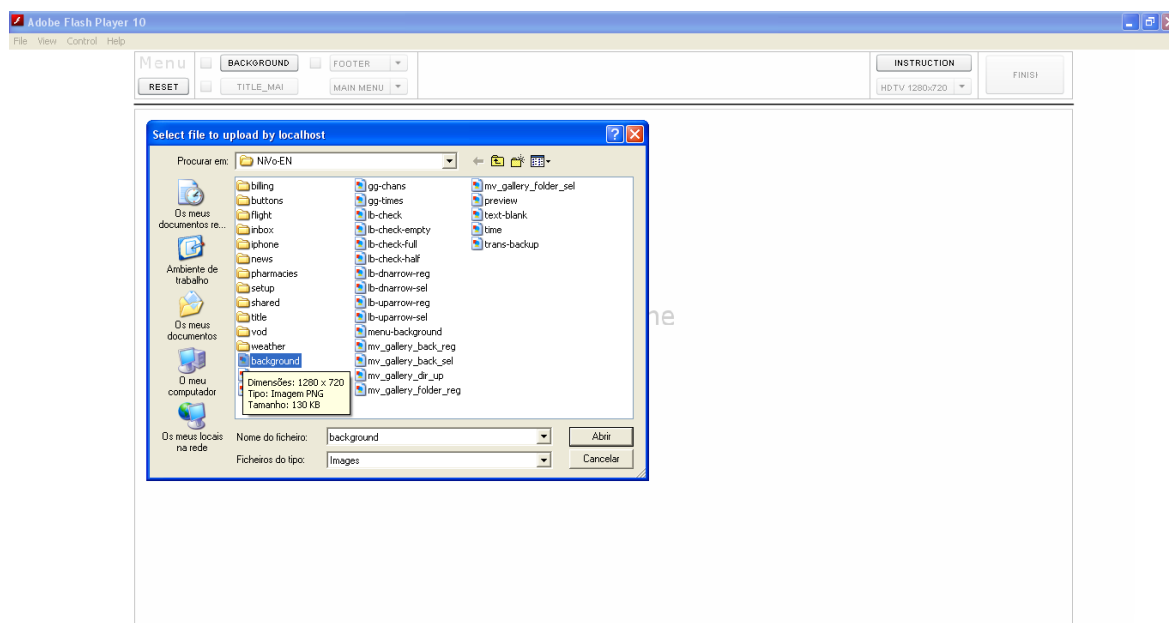 Adobe Flash Player 10
File View Control Help
Menu BACKGROUND FOOTER INSTRUCTION FINISH
RESET TITLE_MAI MAIN MENU HDTV 1280x720
Select file to upload by localhost
Procurar em: NiVo-EN
Os meus documentos re...
Ambiente de trabalho
Os meus documentos
O meu computador
Os meus locais na rede
billing
buttons
flight
inbox
iphone
news
pharmacies
setup
shared
title
vod
weather
background
gg-chans
gg-times
lb-check
lb-check-empty
lb-check-full
lb-check-half
lb-dnarrow-reg
lb-dnarrow-sel
lb-uparrow-reg
lb-uparrow-sel
menu-background
mv_gallery_back_reg
mv_gallery_back_sel
mv_gallery_dir_up
mv_gallery_folder_reg
mv_gallery_folder_sel
preview
text-blank
time
trans-backup
Dimensões: 1280 x 720
Tipo: Imagem PNG
Tamanho: 130 KB
Nome do ficheiro: background Abrir
Ficheiros do tipo: Images Cancelar